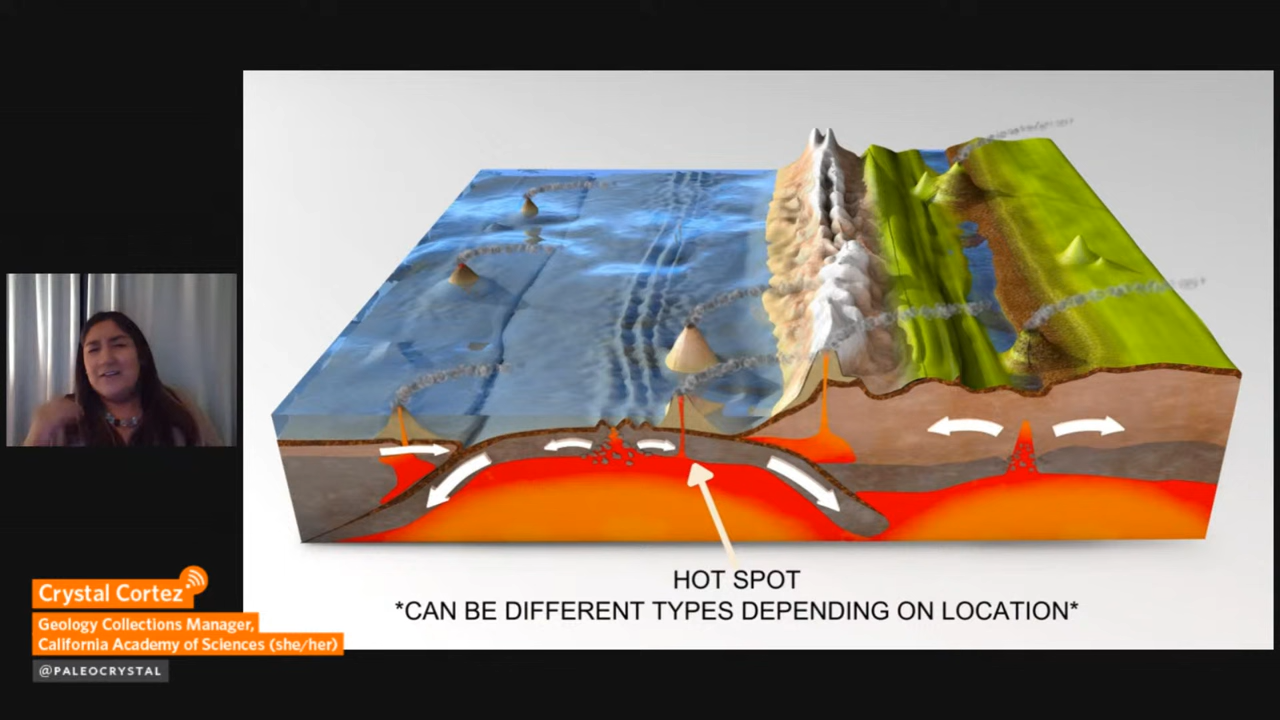 HOT SPOT
*CAN BE DIFFERENT TYPES DEPENDING ON LOCATION*
Crystal Cortez
Geology Collections Manager,
California Academy of Sciences (she/her)
@PALEOCRYSTAL